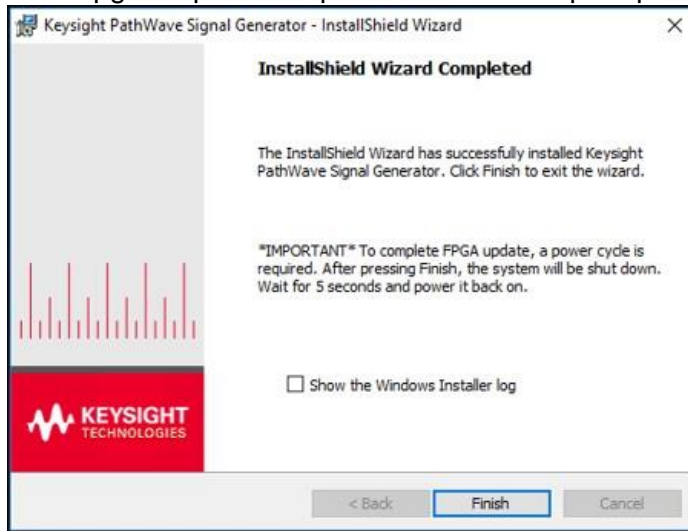 Keysight PathWave Signal Generator - InstallShield Wizard
InstallShield Wizard Completed
The InstallShield Wizard has successfully installed Keysight
PathWave Signal Generator. Click Finish to exit the wizard.
*IMPORTANT* To complete FPGA update, a power cycle is
required. After pressing Finish, the system will be shut down.
Wait for 5 seconds and power it back on.
Show the Windows Installer log
KEYSIGHT
TECHNOLOGIES
< Back
Finish
Cancel